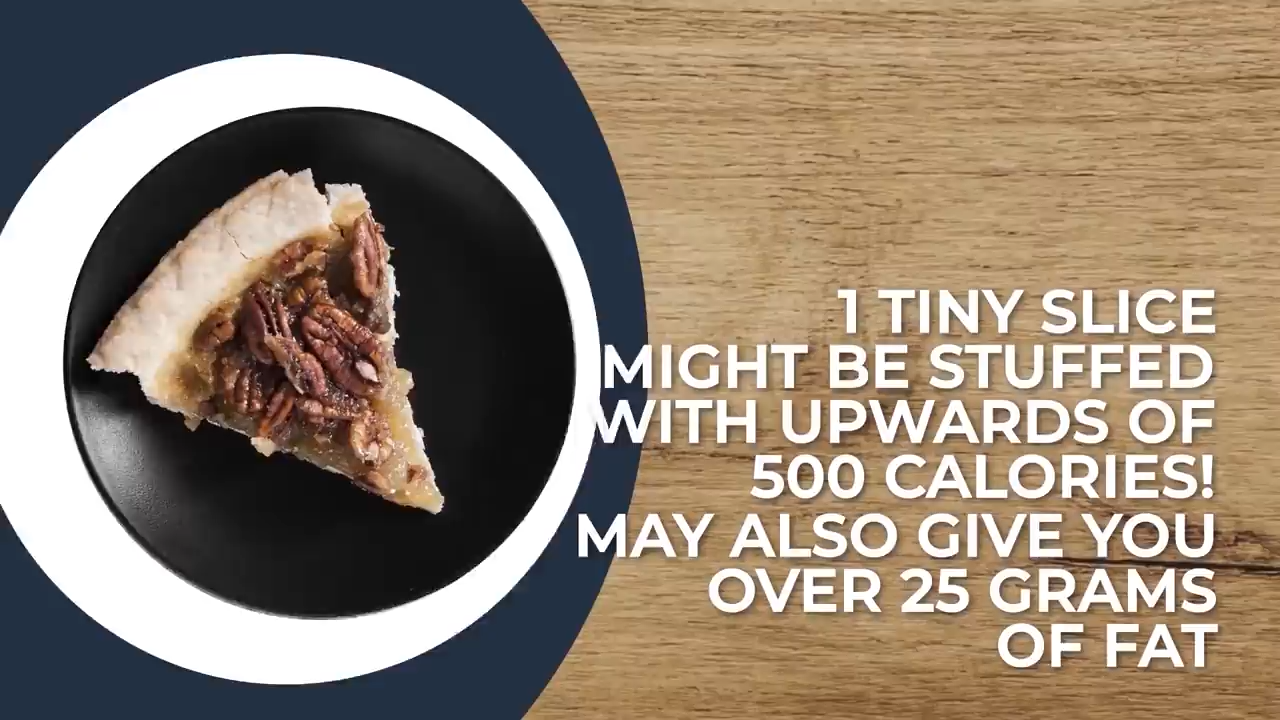 1 TINY SLICE
MIGHT BE STUFFED
WITH UPWARDS OF
500 CALORIES!
MAY ALSO GIVE YOU
OVER 25 GRAMS
OF FAT